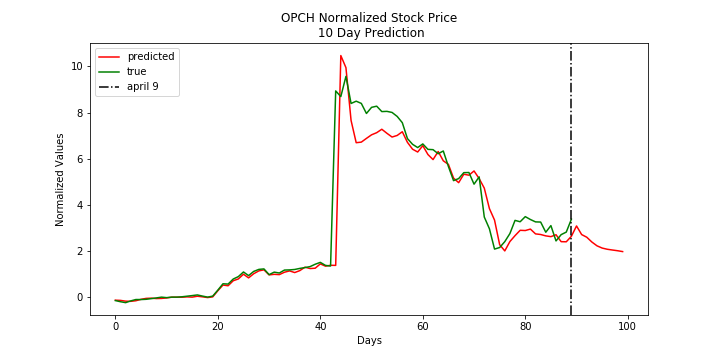 OPCH Normalized Stock Price
10 Day Prediction
predicted
true
april 9
Normalized Values
10
8
6
4
2
0
0
20
40
60
80
100
Days